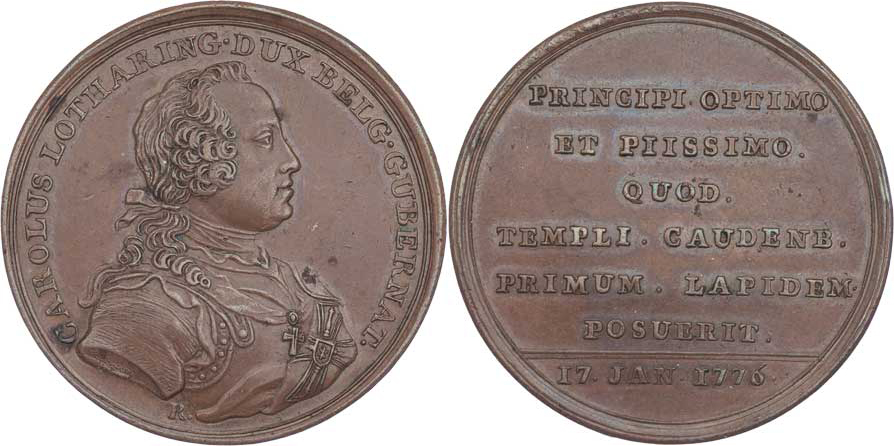 CAROLUS LOTHARING·DUX BELG·GUBERNAT·
R.
PRINCIPI·OPTIMO
ET PIISSIMO.
QUOD.
TEMPLI. CAUDENB.
PRIMUM. LAPIDEM·
POSUERIT.
17·JAN·1776·